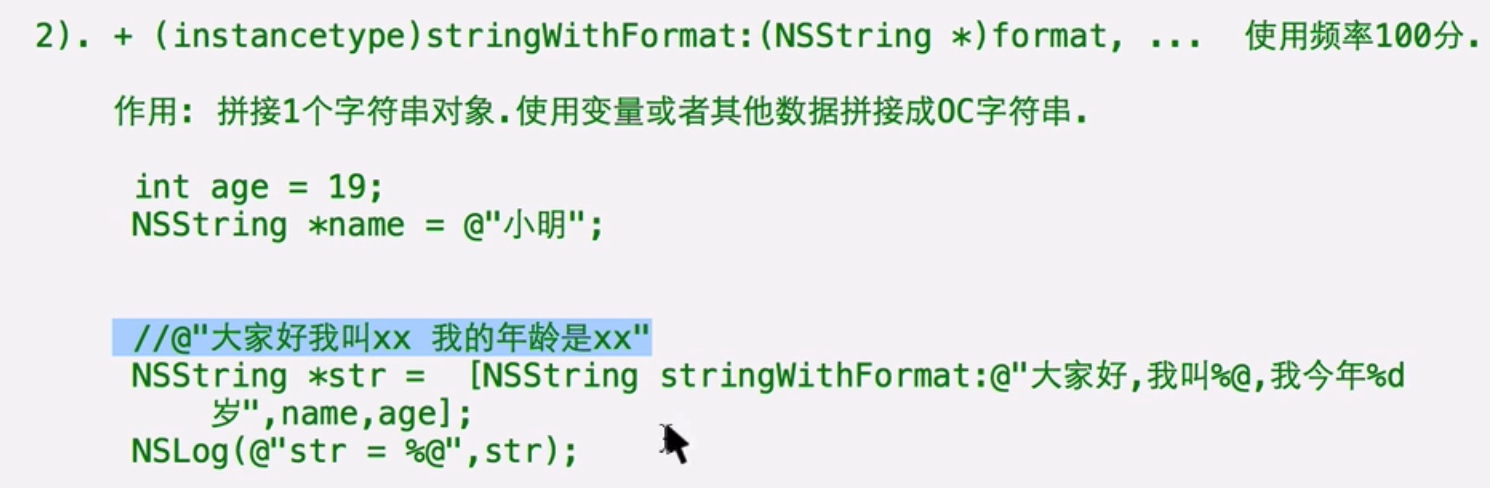 2). + (instancetype)stringWithFormat:(NSString *)format, ... 使用频率100分.
作用: 拼接1个字符串对象.使用变量或者其他数据拼接成OC字符串.
int age = 19;
NSString *name = @"小明";
//@"大家好我叫xx 我的年龄是xx"
NSString *str =  [NSString stringWithFormat:@"大家好,我叫%@,我今年%d
岁",name,age];
NSLog(@"str = %@",str);